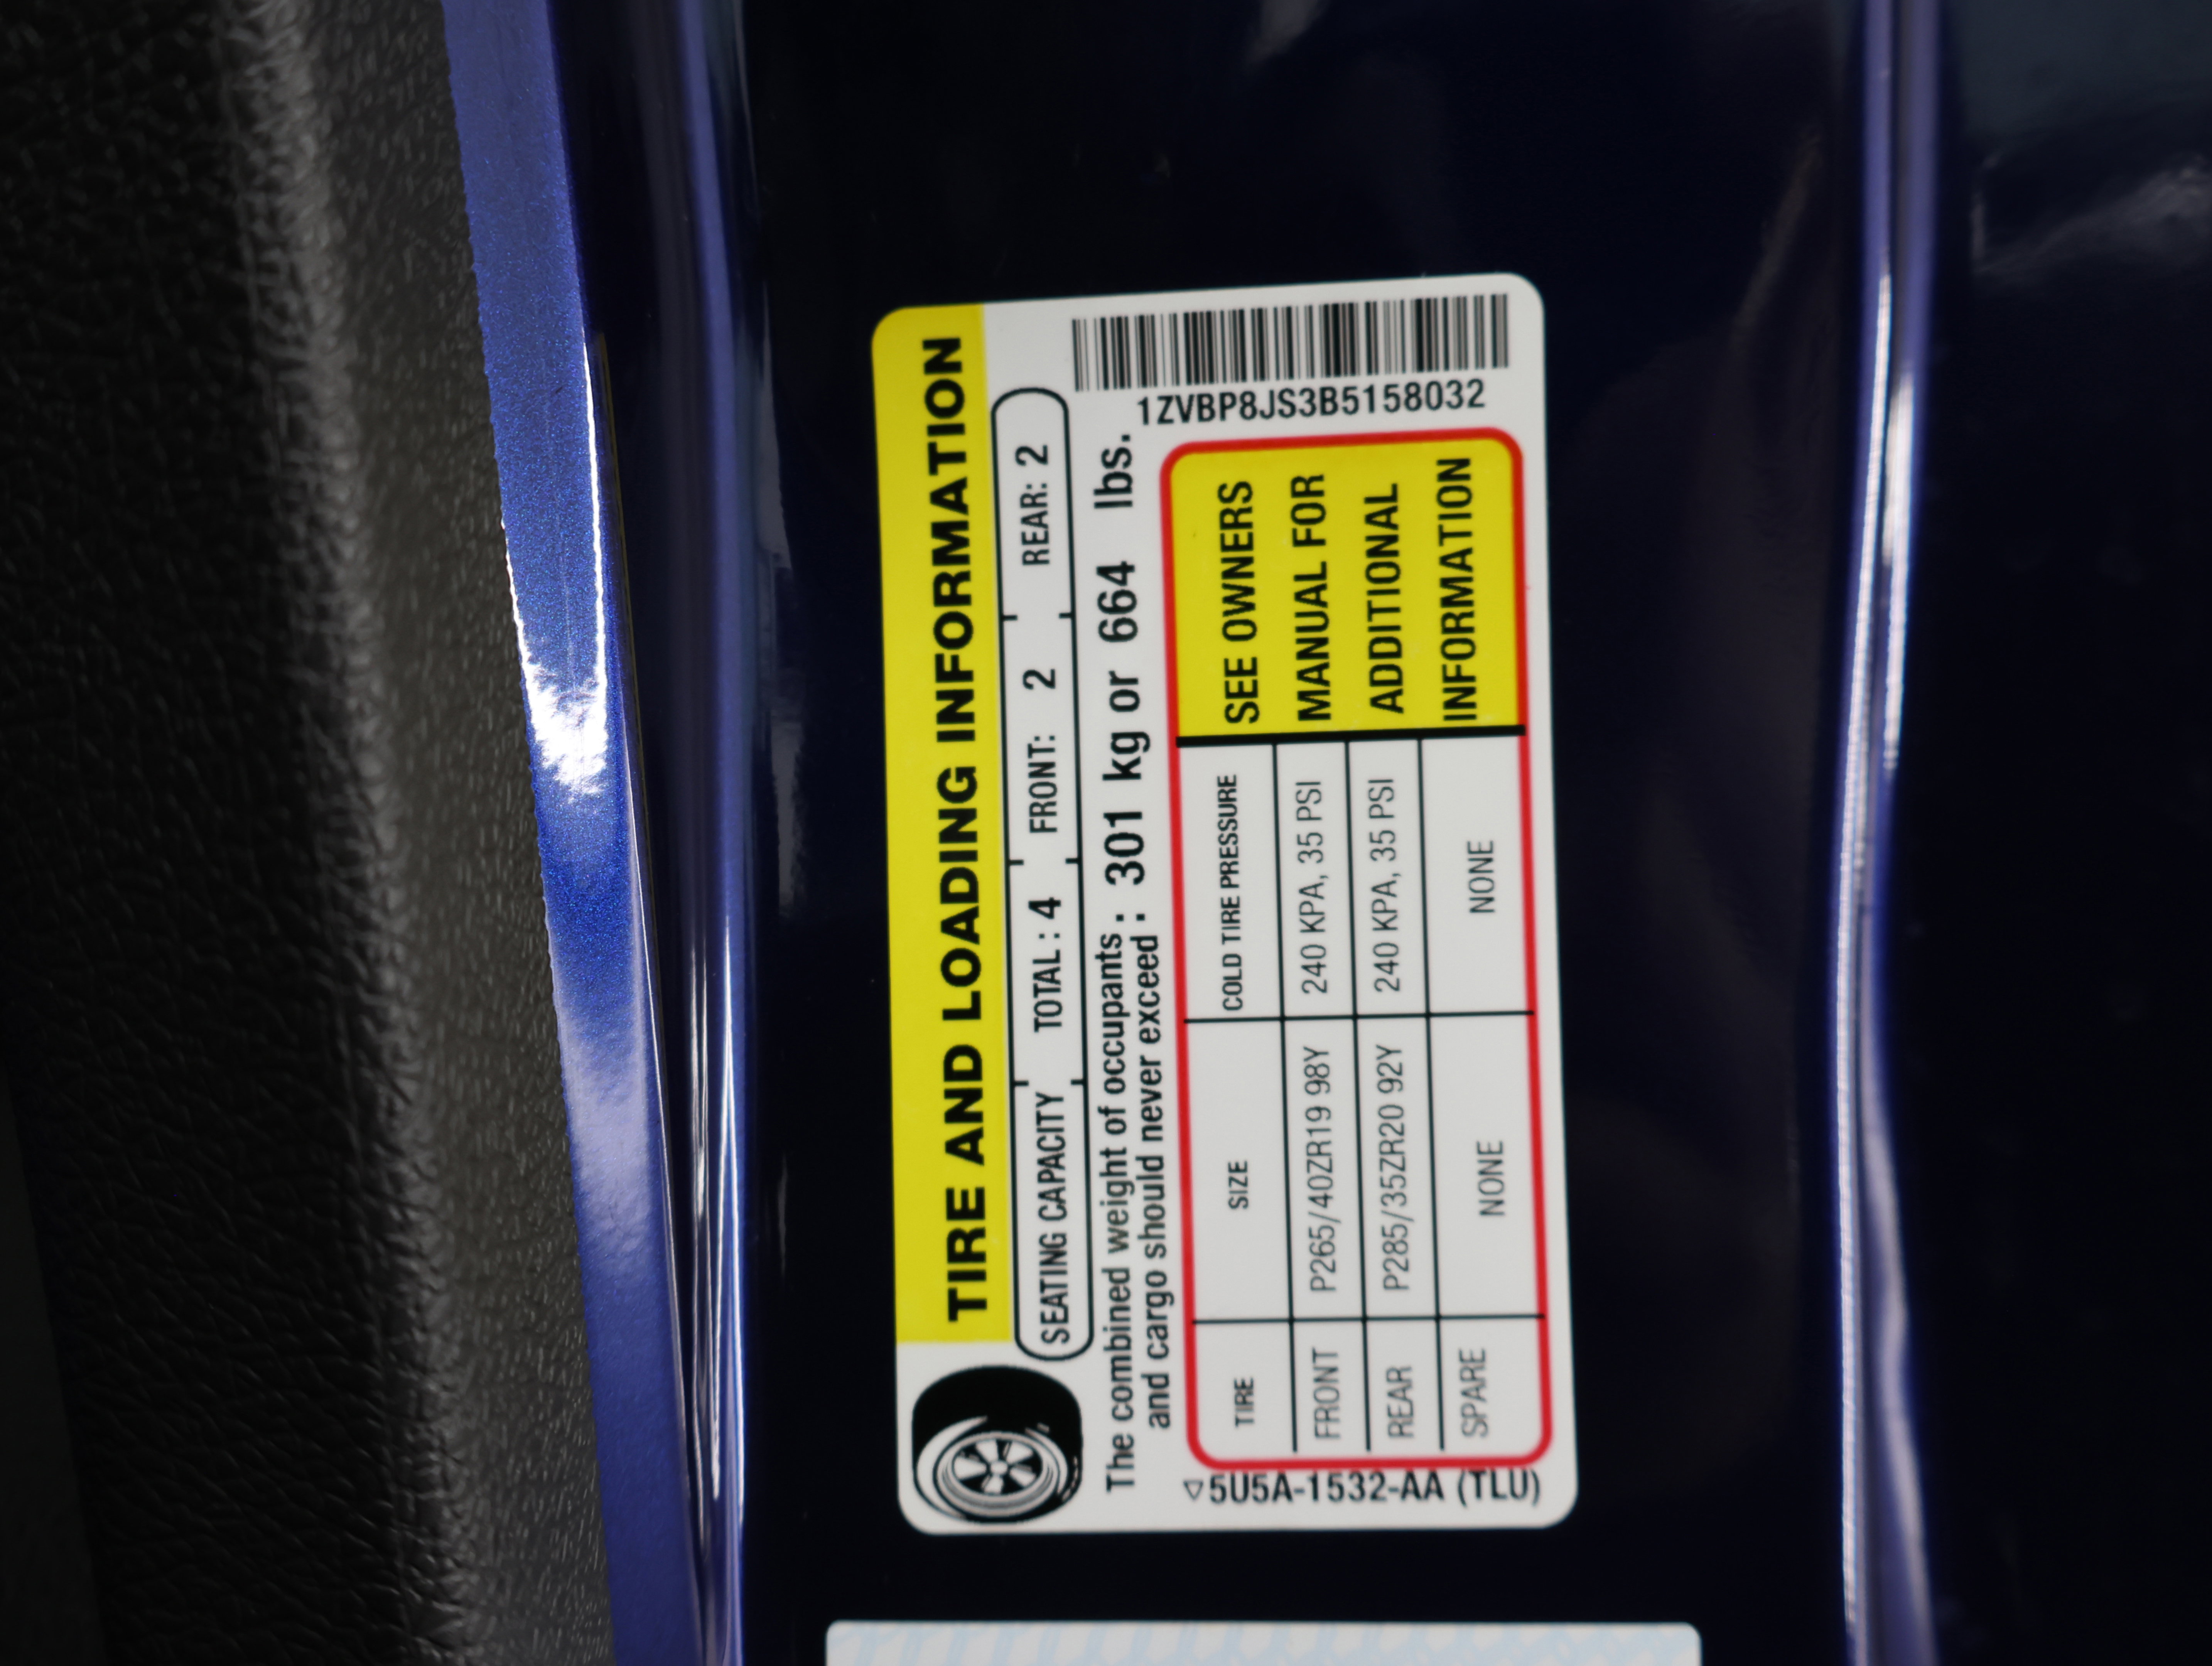 TIRE AND LOADING INFORMATION
SEATING CAPACITY TOTAL : 4 FRONT: 2 REAR: 2
The combined weight of occupants and cargo should never exceed : 301 kg or 664 lbs.
1ZVBP8JS3B5158032
TIRE SIZE COLD TIRE PRESSURE
FRONT P265/40ZR19 98Y 240 KPA, 35 PSI
REAR P285/35ZR20 92Y 240 KPA, 35 PSI
SPARE NONE NONE
SEE OWNERS
MANUAL FOR
ADDITIONAL
INFORMATION
▽5U5A-1532-AA (TLU)